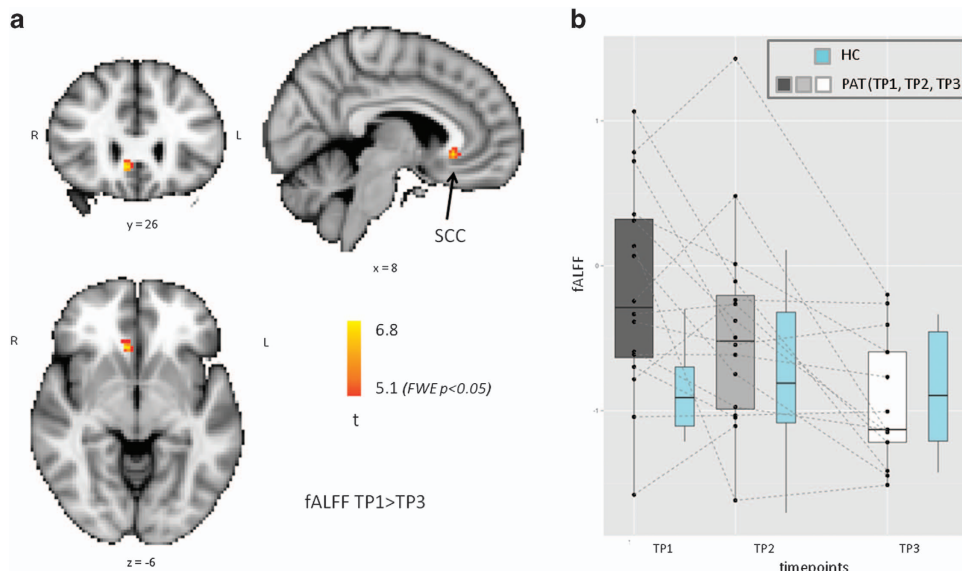 a
R
L
y = 26
SCC
x = 8
R
L
6.8
5.1 (FWE p<0.05)
t
fALFF TP1>TP3
z = -6
b
HC
PAT (TP1, TP2, TP3
1
0
-1
-2
fALFF
TP1
TP2
TP3
timepoints